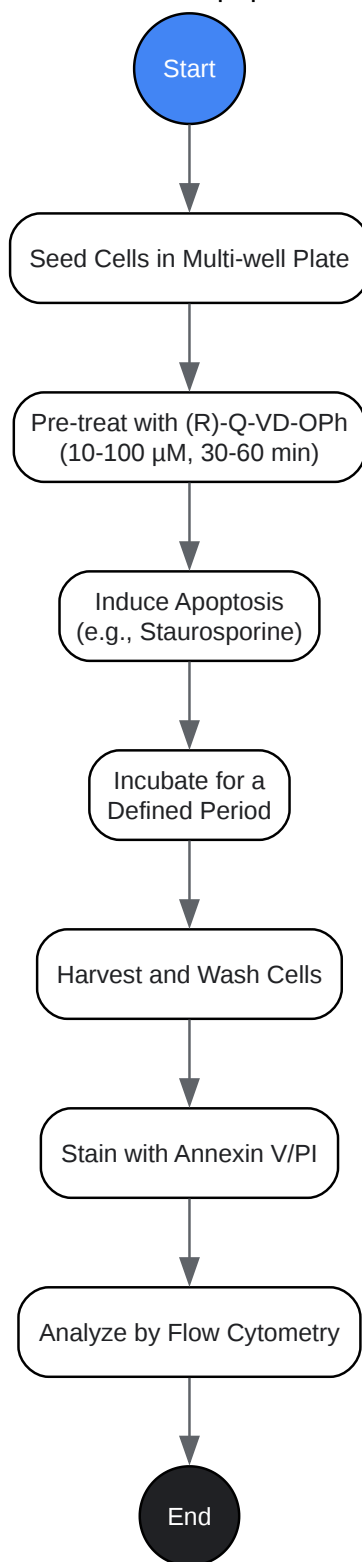 Start
Seed Cells in Multi-well Plate
Pre-treat with (R)-Q-VD-OPh
(10-100 µM, 30-60 min)
Induce Apoptosis
(e.g., Staurosporine)
Incubate for a
Defined Period
Harvest and Wash Cells
Stain with Annexin V/PI
Analyze by Flow Cytometry
End